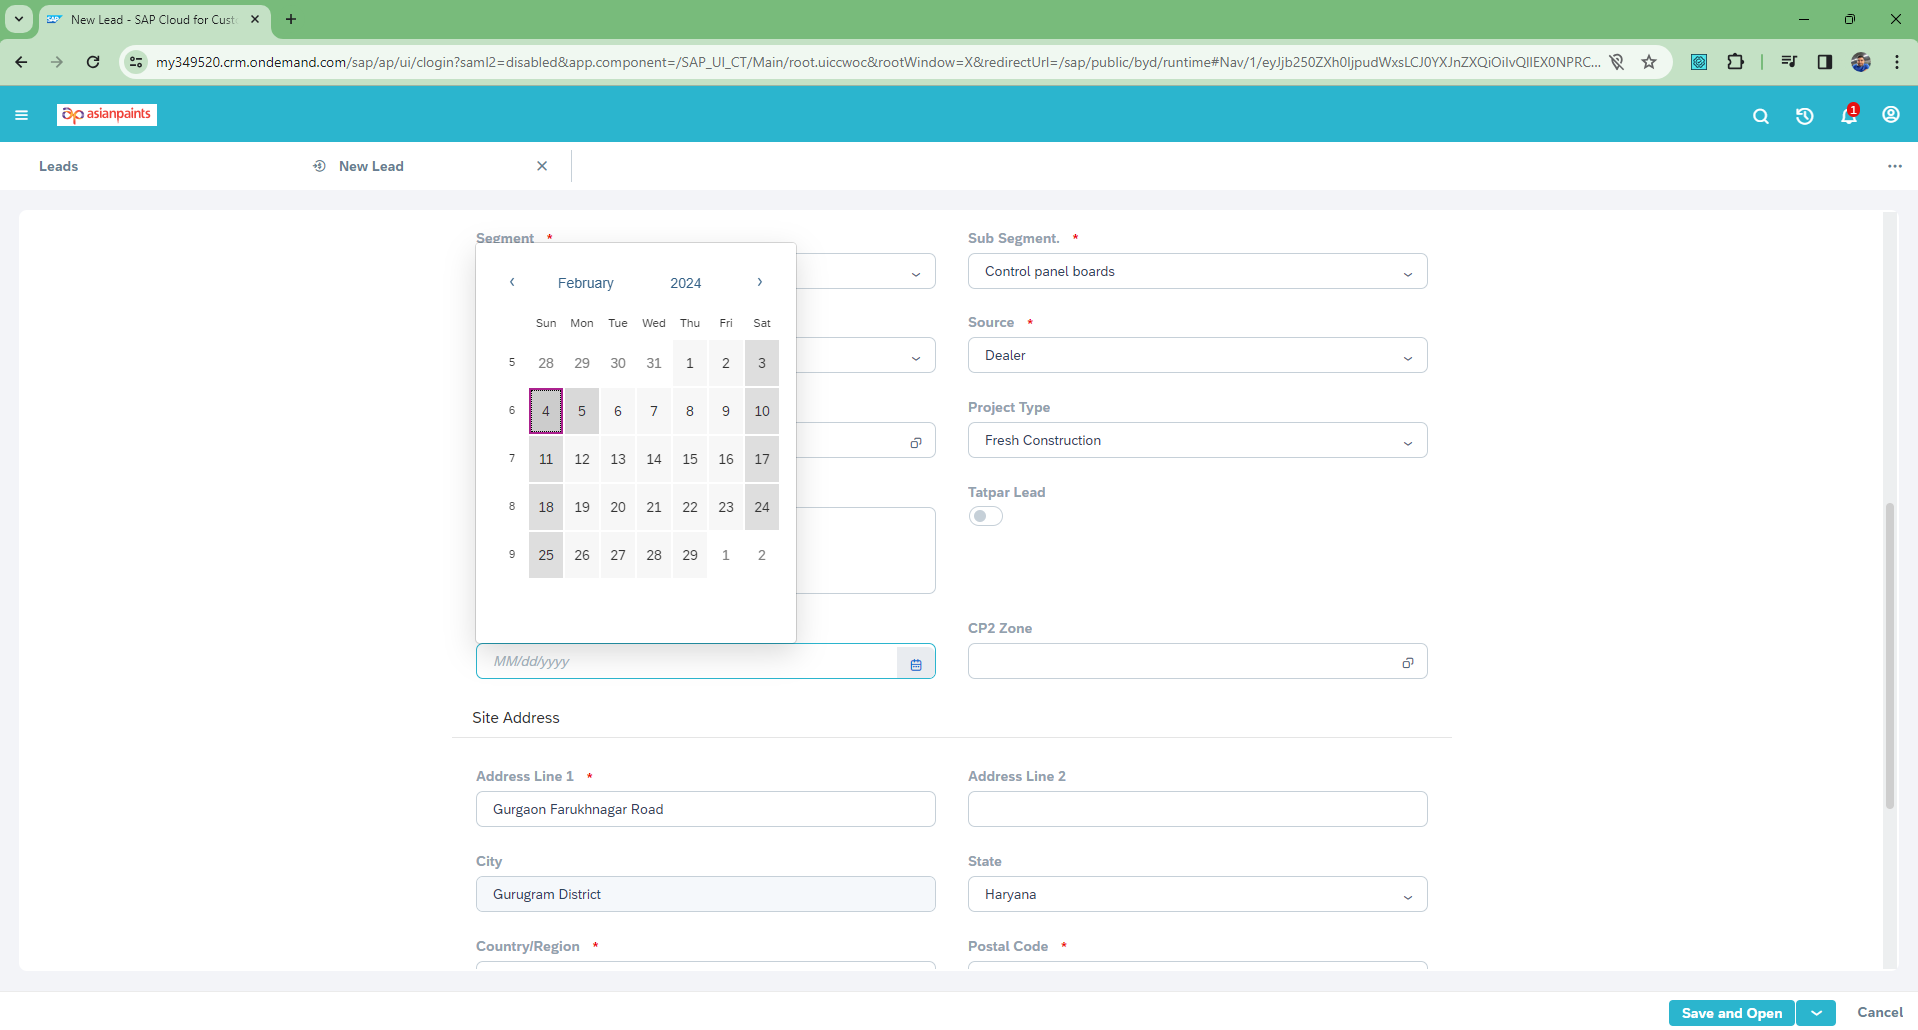 New Lead - SAP Cloud for Cust
my349520.crm.ondemand.com/sap/ap/ui/clogin?saml2=disabled&app.component=/SAP_UI_CT/Main/root.uiccwoc&rootWindow=X&redirectUrl=/sap/public/byd/runtime#Nav/1/eyJjb250ZXh0IjpudWxsLCJ0YXJnZXQiOiIvQllEX0NPRC...
asianpaints
1
Leads
New Lead
Segment *
Sub Segment. *
Control panel boards
February 2024
Sun Mon Tue Wed Thu Fri Sat
5 28 29 30 31 1 2 3
6 4 5 6 7 8 9 10
7 11 12 13 14 15 16 17
8 18 19 20 21 22 23 24
9 25 26 27 28 29 1 2
Source *
Dealer
Project Type
Fresh Construction
Tatpar Lead
MM/dd/yyyy
CP2 Zone
Site Address
Address Line 1 *
Address Line 2
Gurgaon Farukhnagar Road
City
State
Gurugram District
Haryana
Country/Region *
Postal Code *
Save and Open
Cancel